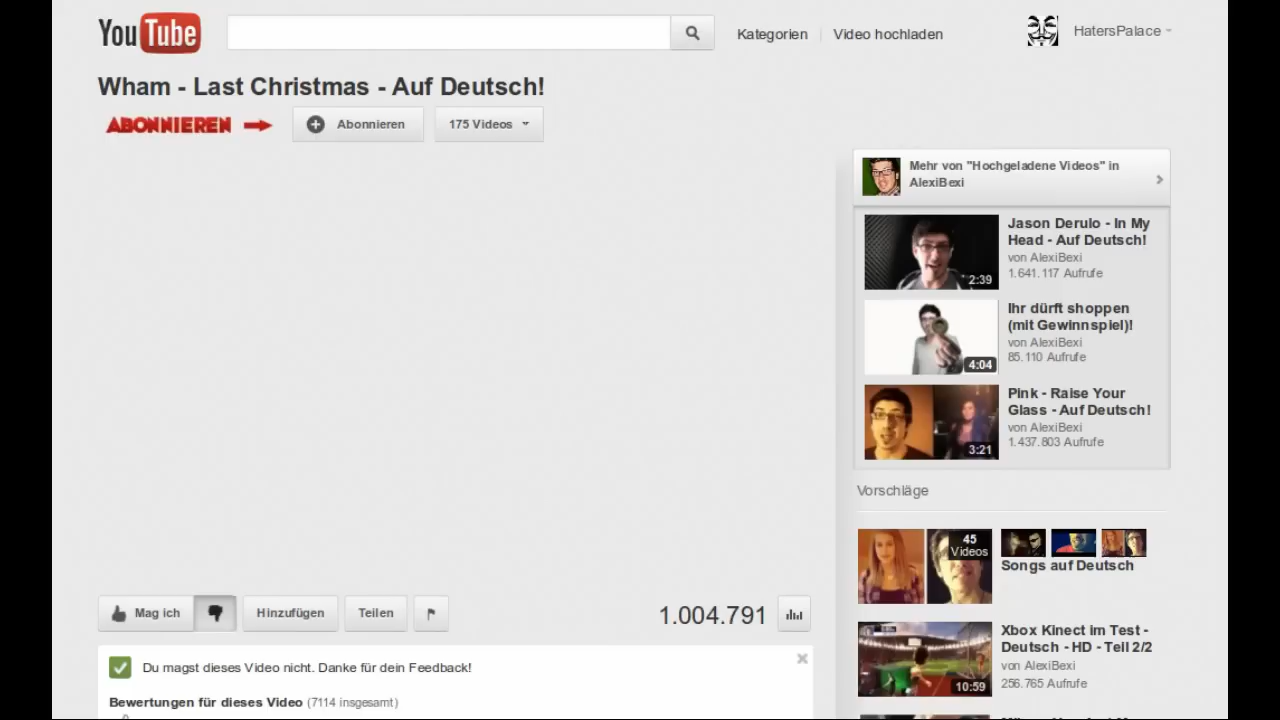 YouTube
Kategorien
Video hochladen
HatersPalace
Wham - Last Christmas - Auf Deutsch!
ABONNIEREN
Abonnieren
175 Videos
Mehr von "Hochgeladene Videos" in
AlexiBexi
Jason Derulo - In My
Head - Auf Deutsch!
von AlexiBexi
1.641.117 Aufrufe
2:39
Ihr dürft shoppen
(mit Gewinnspiel)!
von AlexiBexi
85.110 Aufrufe
4:04
Pink - Raise Your
Glass - Auf Deutsch!
von AlexiBexi
1.437.803 Aufrufe
3:21
Vorschläge
45
Videos
Songs auf Deutsch
Xbox Kinect im Test -
Deutsch - HD - Teil 2/2
von AlexiBexi
256.765 Aufrufe
10:59
Mag ich
Hinzufügen
Teilen
1.004.791
Du magst dieses Video nicht. Danke für dein Feedback!
Bewertungen für dieses Video (7114 insgesamt)